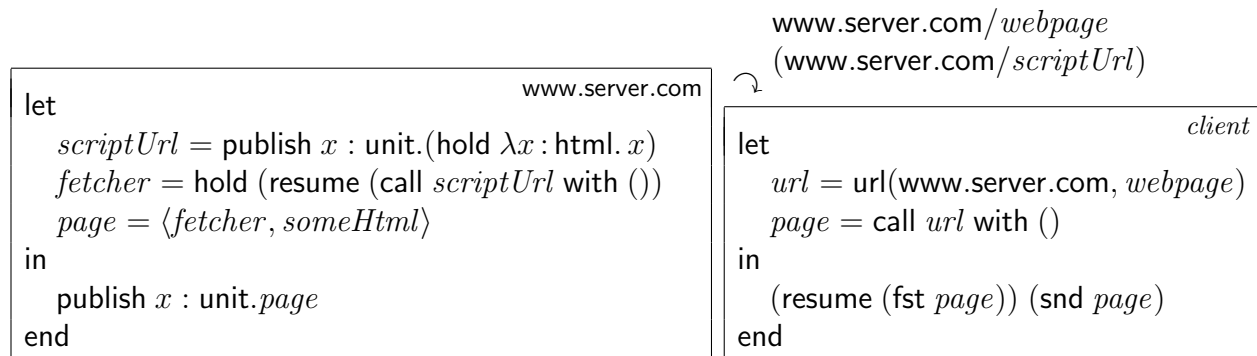 www.server.com/webpage
(www.server.com/scriptUrl)
www.server.com
let
scriptUrl = publish x : unit.(hold λx : html. x)
fetcher = hold (resume (call scriptUrl with ())
page = ⟨fetcher, someHtml⟩
in
publish x : unit.page
end
client
let
url = url(www.server.com, webpage)
page = call url with ()
in
(resume (fst page)) (snd page)
end